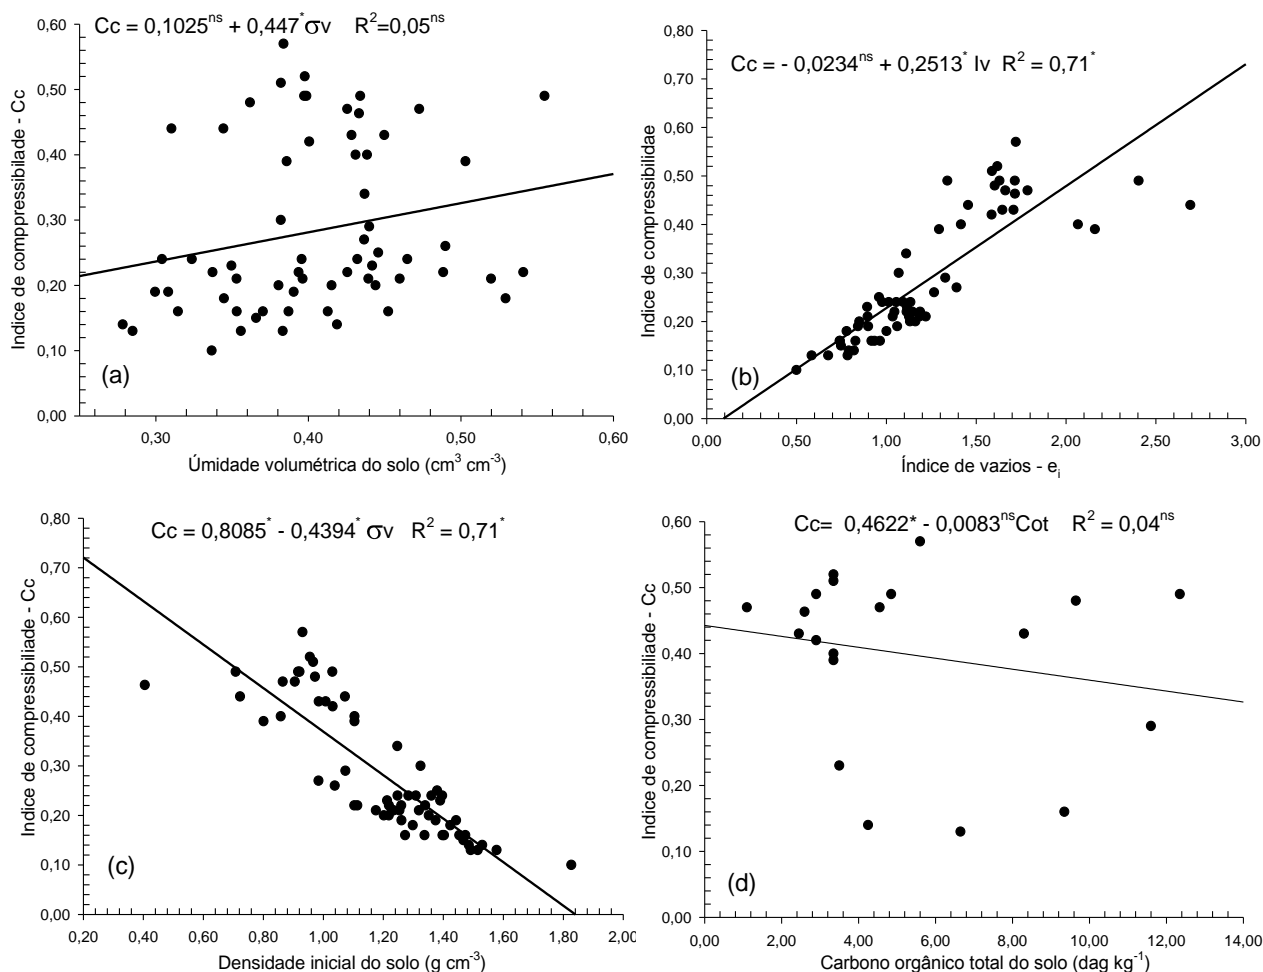 Cc = 0,1025ns + 0,447*σv R2=0,05ns
0,60
0,50
0,40
0,30
0,20
0,10
0,00
Indice de comppressibilade - Cc
(a)
0,30 0,40 0,50 0,60
Úmidade volumétrica do solo (cm3 cm-3)
Cc = - 0,0234ns + 0,2513* Iv R2 = 0,71*
0,80
0,70
0,60
0,50
0,40
0,30
0,20
0,10
0,00
Indice de compressibilidae
(b)
0,00 0,50 1,00 1,50 2,00 2,50 3,00
Índice de vazios - ei
Cc = 0,8085* - 0,4394* σv R2 = 0,71*
0,80
0,70
0,60
0,50
0,40
0,30
0,20
0,10
0,00
Indice de compressibiliade - Cc
(c)
0,20 0,40 0,60 0,80 1,00 1,20 1,40 1,60 1,80 2,00
Densidade inicial do solo (g cm-3)
Cc= 0,4622* - 0,0083nsCot R2 = 0,04ns
0,60
0,50
0,40
0,30
0,20
0,10
0,00
Indice de compressibiliade - Cc
(d)
0,00 2,00 4,00 6,00 8,00 10,00 12,00 14,00
Carbono orgânico total do solo (dag kg-1)